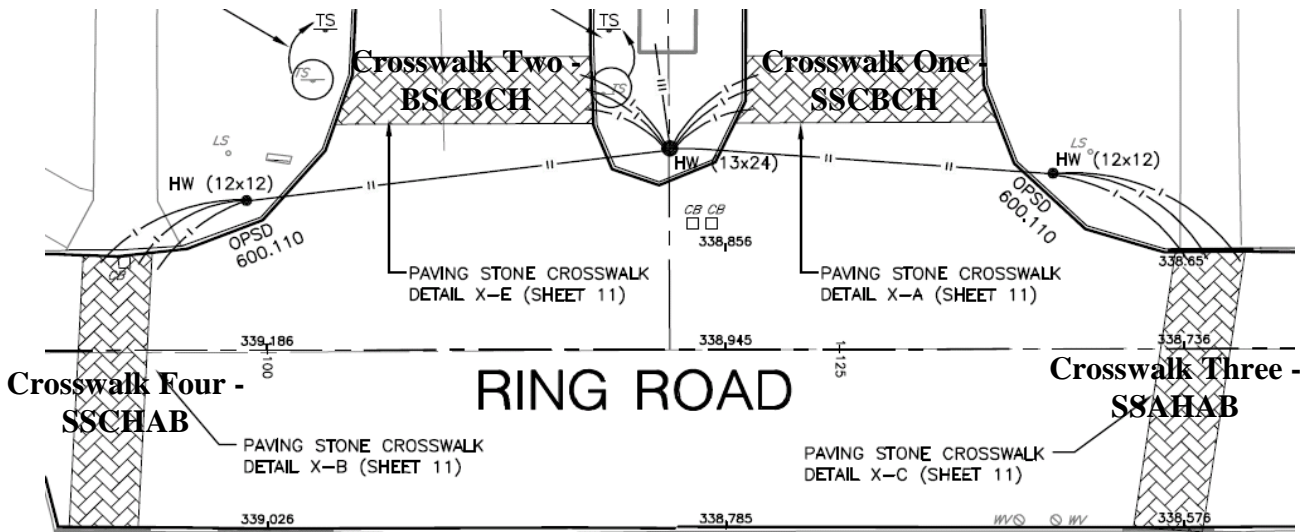 TS
TS
TS
TS
Crosswalk Two -
BSCBCH
Crosswalk One -
SSCBCH
LS
LS
HW (12x12)
HW (13x24)
HW (12x12)
OPSD
600.110
OPSD
600.110
CB CB
338.856
CB
338.65
PAVING STONE CROSSWALK
DETAIL X-E (SHEET 11)
PAVING STONE CROSSWALK
DETAIL X-A (SHEET 11)
339.186
338.945
338.736
100
1-125
Crosswalk Four -
SSCHAB
RING ROAD
Crosswalk Three -
SSAHAB
PAVING STONE CROSSWALK
DETAIL X-B (SHEET 11)
PAVING STONE CROSSWALK
DETAIL X-C (SHEET 11)
339.026
338.785
WV WV
338.576